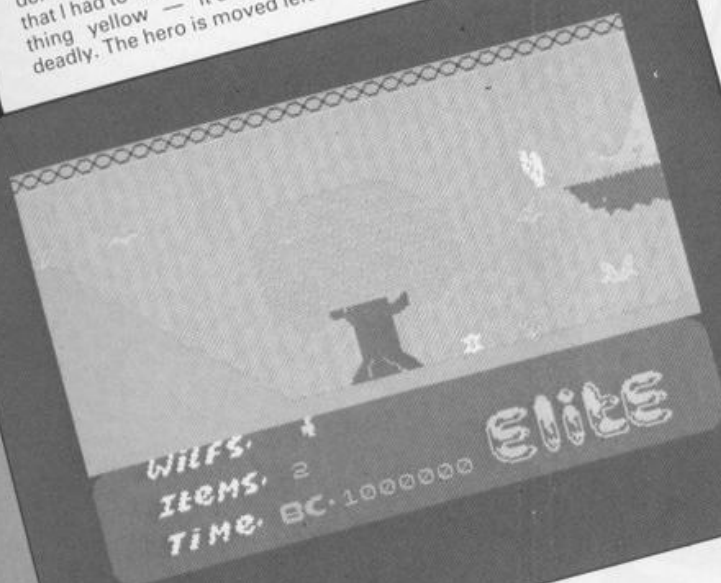 that I had to
thing yellow —
deadly. The hero is moved
Wilfs.
Items. 2
Time. BC. 1000000
Elite